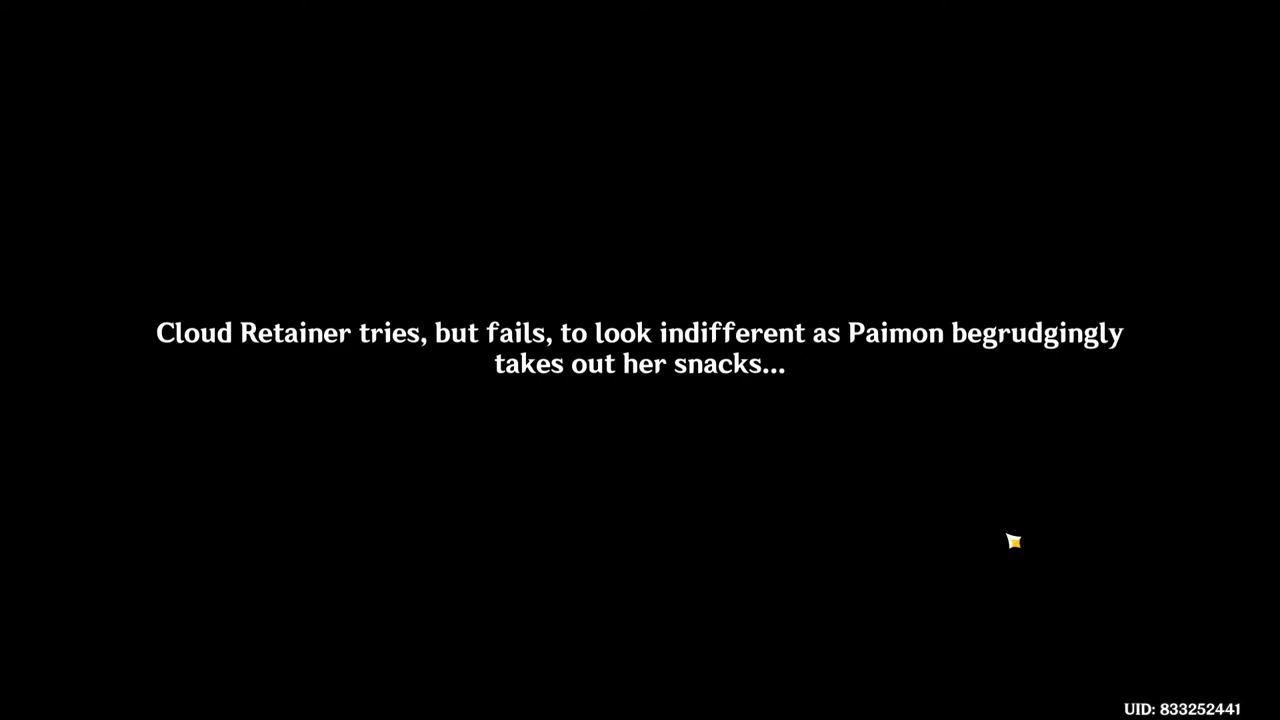 Cloud Retainer tries, but fails, to look indifferent as Paimon begrudgingly
takes out her snacks...
UID: 833252441